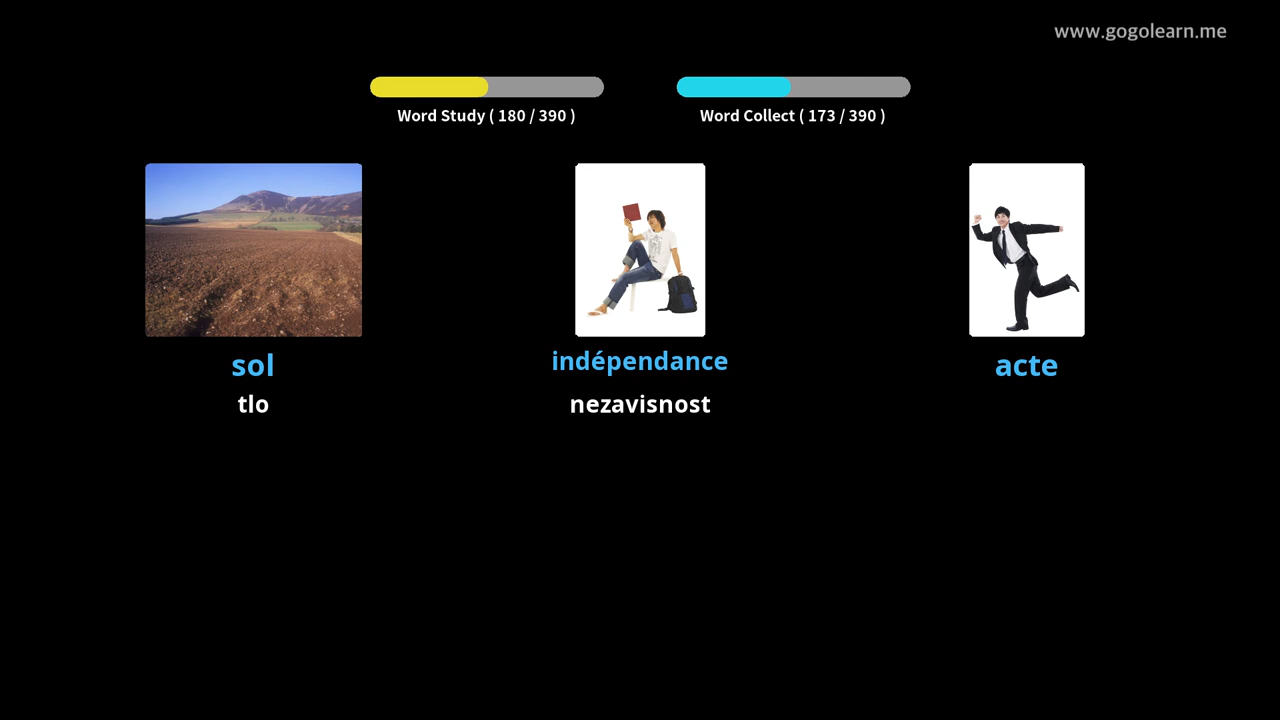 www.gogolearn.me
Word Study ( 180 / 390 )
Word Collect ( 173 / 390 )
sol
tlo
indépendance
nezavisnost
acte